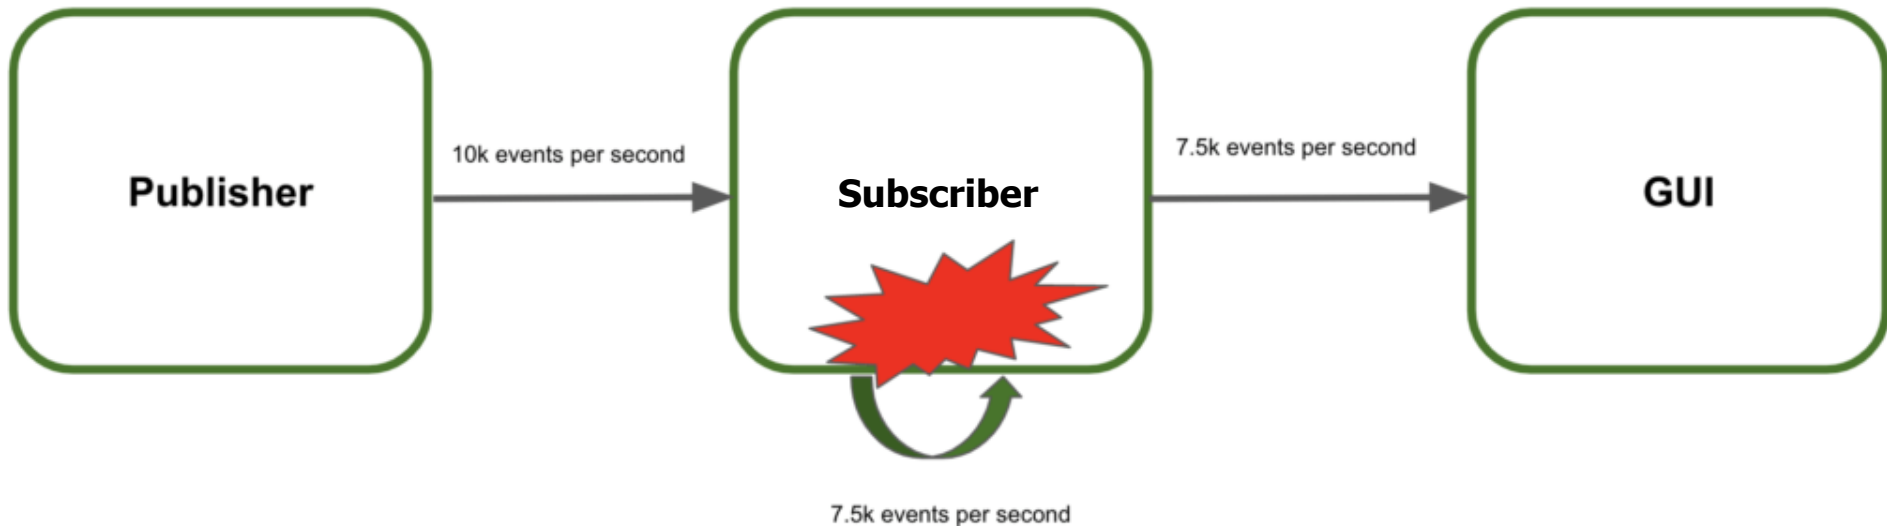 Publisher
10k events per second
Subscriber
7.5k events per second
GUI
7.5k events per second